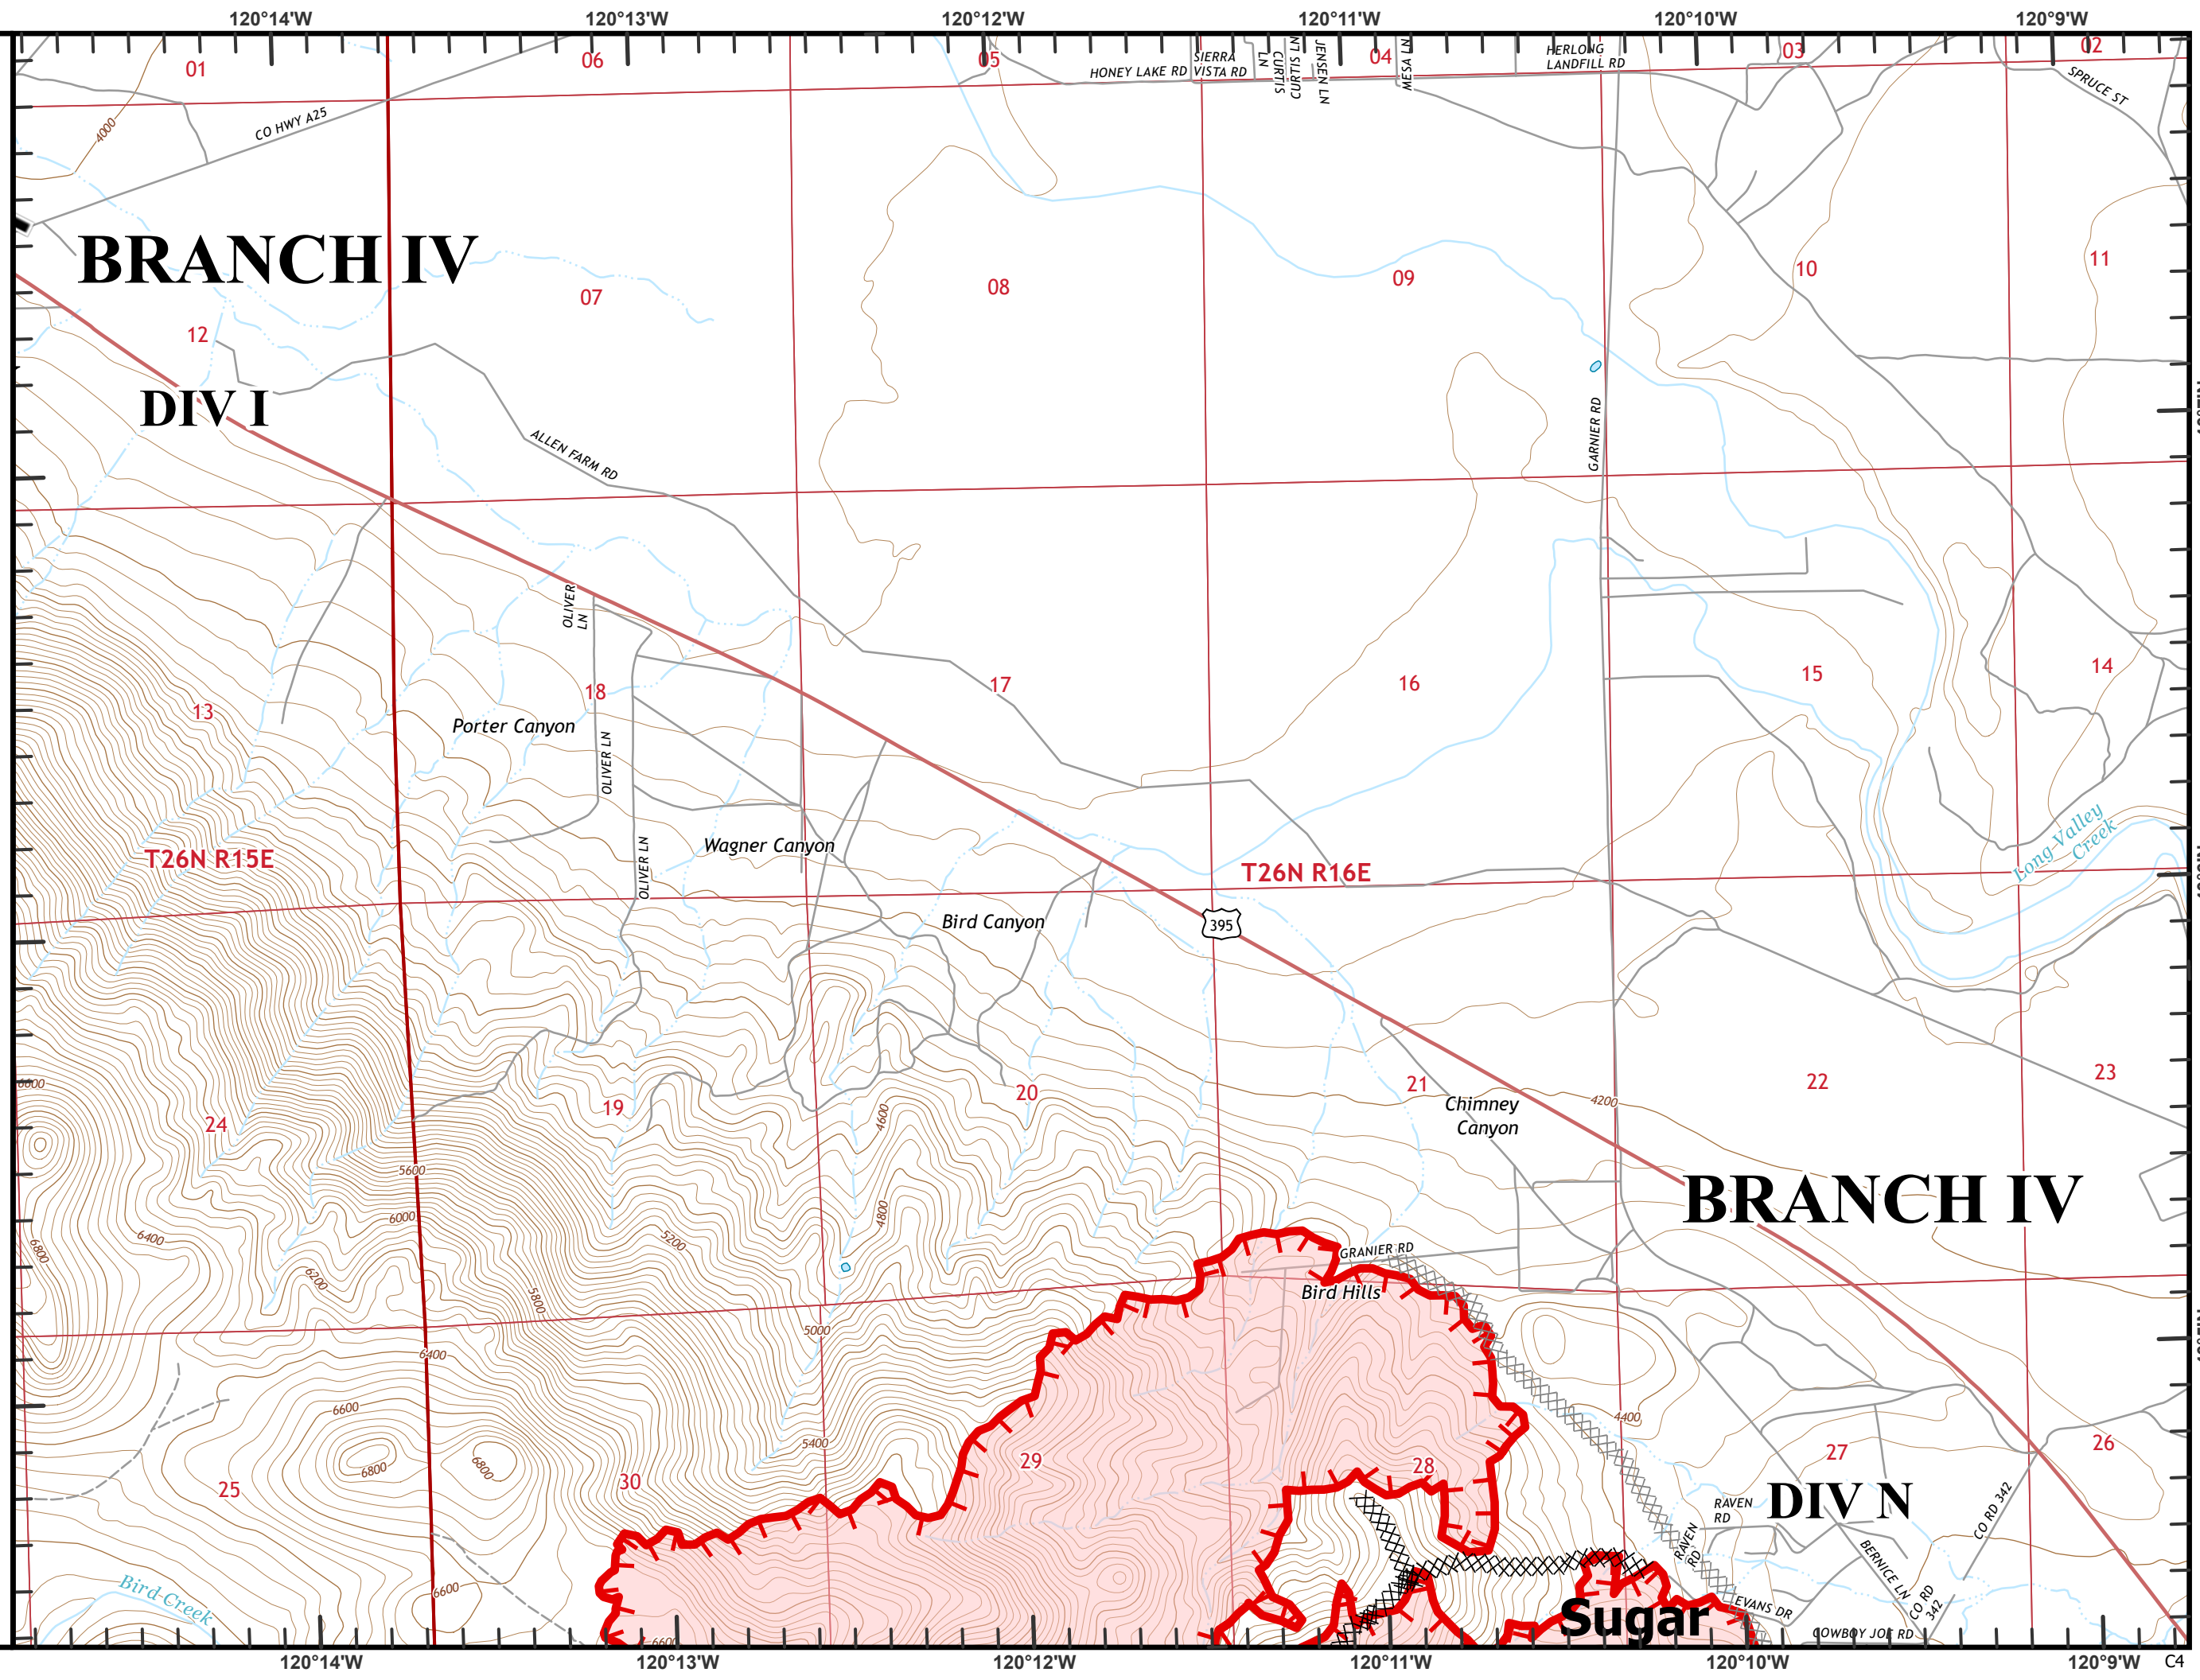 120°14'W
120°13'W
120°12'W
120°11'W
120°10'W
120°9'W
01
06
05
04
03
02
HONEY LAKE RD
SIERRA
VISTA RD
CURTIS
LN
JENSEN LN
HERLONG
LANDFILL RD
SPRUCE ST
CO HWY A25
4000
BRANCH IV
12
07
08
09
10
11
DIV I
ALLEN FARM RD
GARNIER RD
OLIVER
LN
13
18
17
16
15
14
Porter Canyon
OLIVER LN
OLIVER LN
Wagner Canyon
T26N R15E
T26N R16E
Long Valley
Creek
Bird Canyon
395
24
19
20
21
22
23
Chimney
Canyon
4200
4600
4800
5600
6000
6400
6800
6200
5200
5800
BRANCH IV
GRANIER RD
Bird Hills
5000
6400
6600
6800
6800
5400
4400
25
30
29
28
27
26
RAVEN
RD
DIV N
RAVEN
RD
CO RD 342
BERNICE LN
CO RD
342
EVANS DR
COWBOY JOE RD
Bird Creek
6600
6600
Sugar
120°14'W
120°13'W
120°12'W
120°11'W
120°10'W
120°9'W
C4